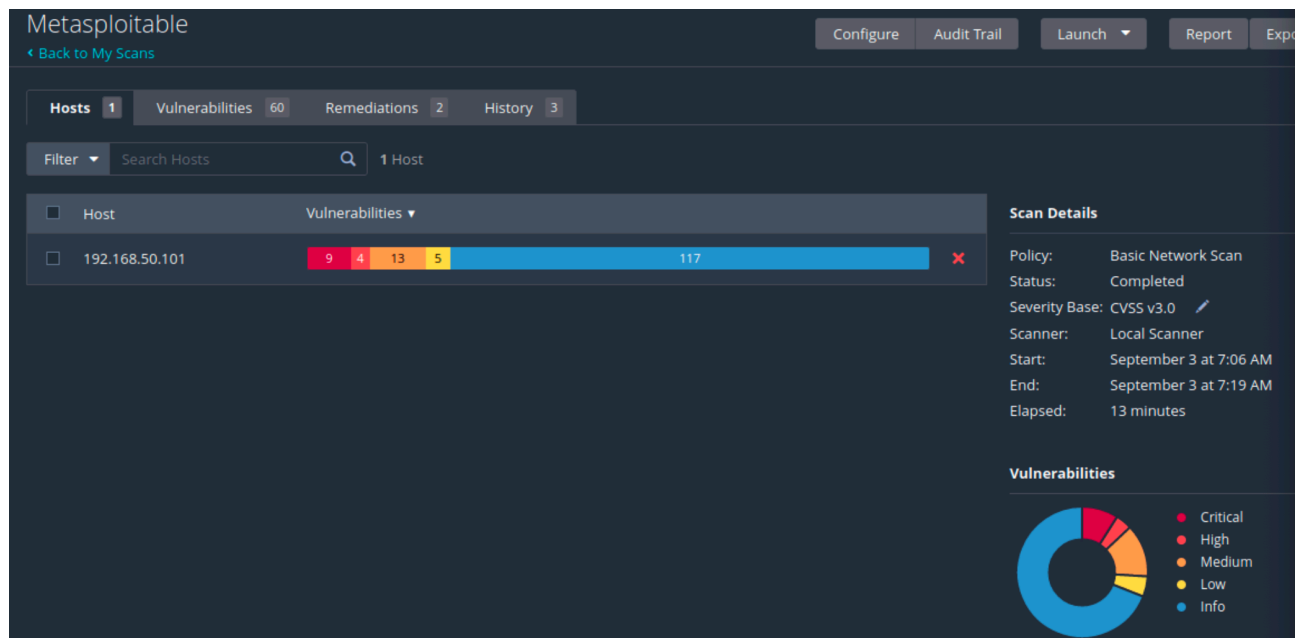 Metasploitable
Back to My Scans
Configure Audit Trail Launch Report Expo
Hosts 1 Vulnerabilities 60 Remediations 2 History 3
Filter Search Hosts 1 Host
Host Vulnerabilities
192.168.50.101 9 4 13 5 117
Scan Details
Policy: Basic Network Scan
Status: Completed
Severity Base: CVSS v3.0
Scanner: Local Scanner
Start: September 3 at 7:06 AM
End: September 3 at 7:19 AM
Elapsed: 13 minutes
Vulnerabilities
Critical
High
Medium
Low
Info